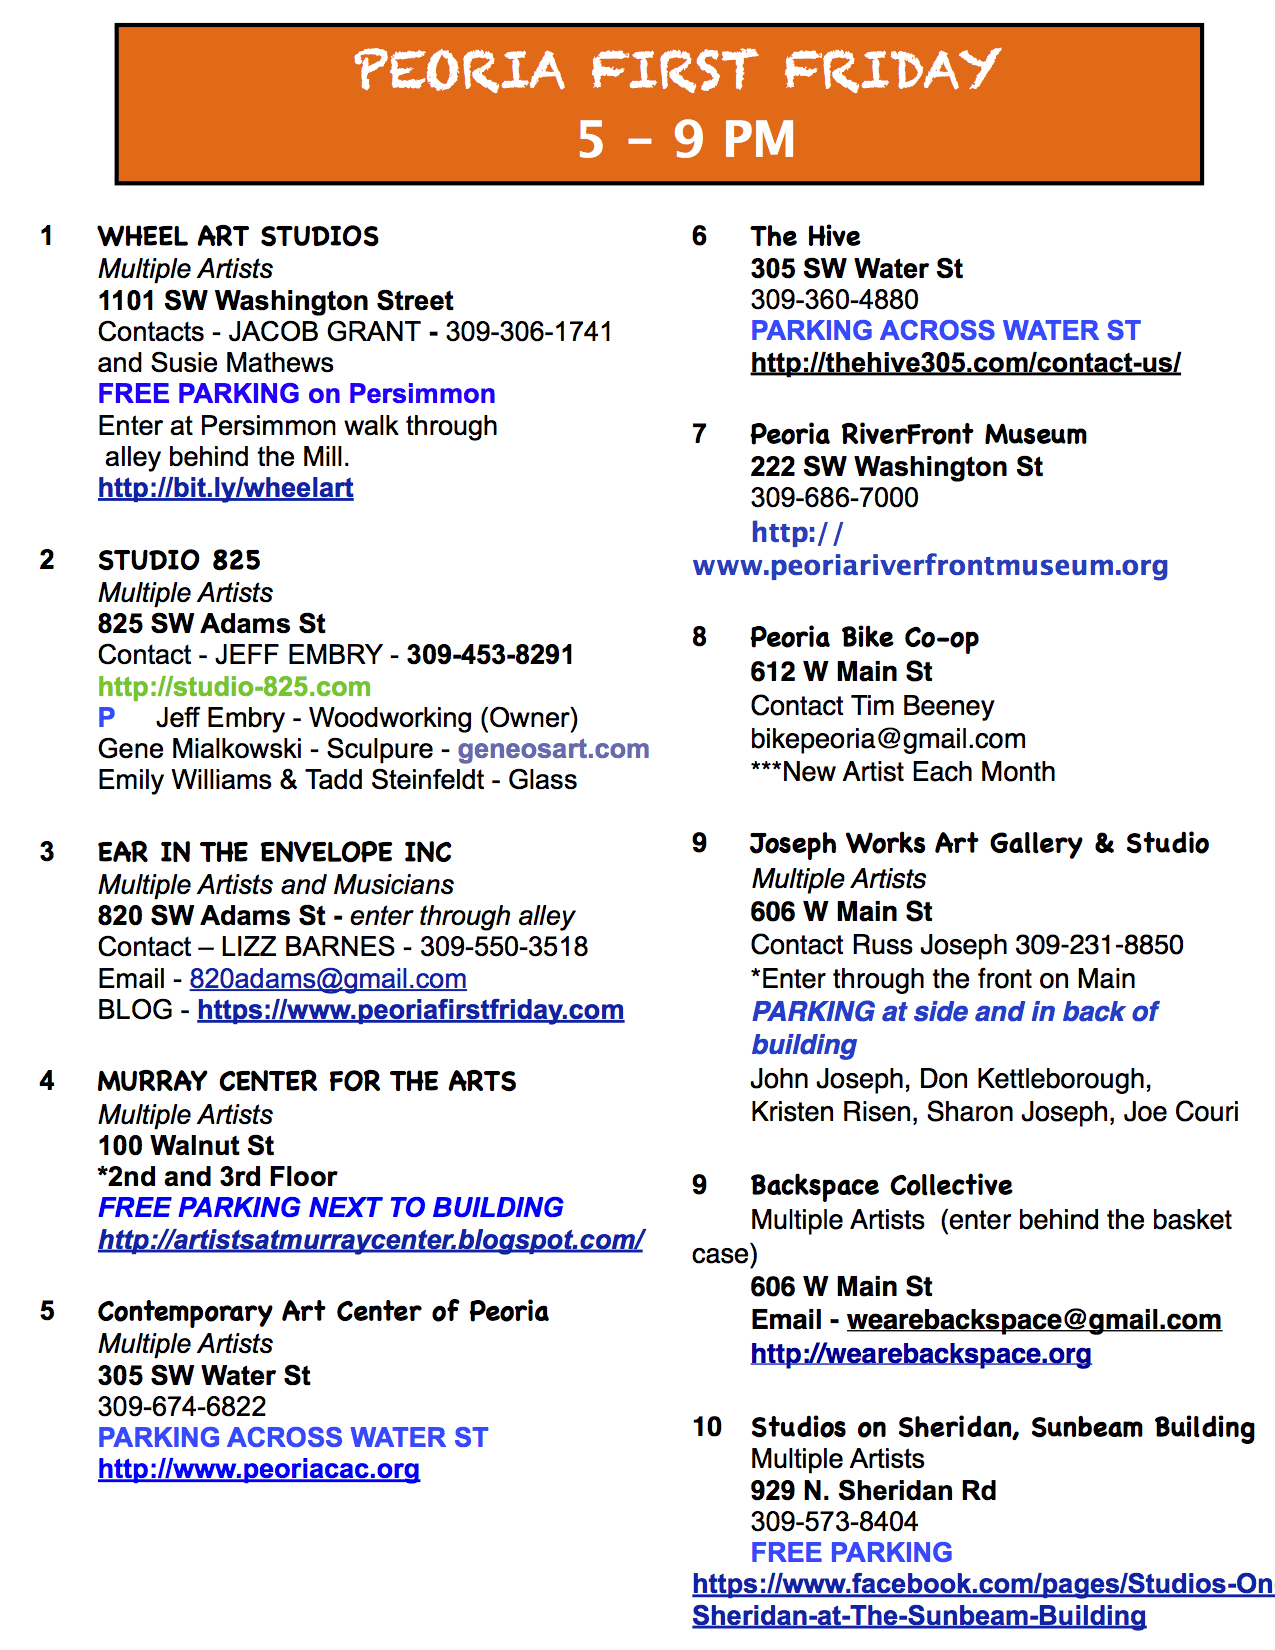 PEORIA FIRST FRIDAY
5 – 9 PM
1 WHEEL ART STUDIOS
Multiple Artists
1101 SW Washington Street
Contacts - JACOB GRANT - 309-306-1741
and Susie Mathews
FREE PARKING on Persimmon
Enter at Persimmon walk through
alley behind the Mill.
http://bit.ly/wheelart
2 STUDIO 825
Multiple Artists
825 SW Adams St
Contact - JEFF EMBRY - 309-453-8291
http://studio-825.com
P Jeff Embry - Woodworking (Owner)
Gene Mialkowski - Sculpure - geneosart.com
Emily Williams & Tadd Steinfeldt - Glass
3 EAR IN THE ENVELOPE INC
Multiple Artists and Musicians
820 SW Adams St - enter through alley
Contact – LIZZ BARNES - 309-550-3518
Email - 820adams@gmail.com
BLOG - https://www.peoriafirstfriday.com
4 MURRAY CENTER FOR THE ARTS
Multiple Artists
100 Walnut St
*2nd and 3rd Floor
FREE PARKING NEXT TO BUILDING
http://artistsatmurraycenter.blogspot.com/
5 Contemporary Art Center of Peoria
Multiple Artists
305 SW Water St
309-674-6822
PARKING ACROSS WATER ST
http://www.peoriacac.org
6 The Hive
305 SW Water St
309-360-4880
PARKING ACROSS WATER ST
http://thehive305.com/contact-us/
7 Peoria RiverFront Museum
222 SW Washington St
309-686-7000
http://
www.peoriariverfrontmuseum.org
8 Peoria Bike Co-op
612 W Main St
Contact Tim Beeney
bikepeoria@gmail.com
***New Artist Each Month
9 Joseph Works Art Gallery & Studio
Multiple Artists
606 W Main St
Contact Russ Joseph 309-231-8850
*Enter through the front on Main
PARKING at side and in back of
building
John Joseph, Don Kettleborough,
Kristen Risen, Sharon Joseph, Joe Couri
9 Backspace Collective
Multiple Artists (enter behind the basket
case)
606 W Main St
Email - wearebackspace@gmail.com
http://wearebackspace.org
10 Studios on Sheridan, Sunbeam Building
Multiple Artists
929 N. Sheridan Rd
309-573-8404
FREE PARKING
https://www.facebook.com/pages/Studios-On-
Sheridan-at-The-Sunbeam-Building